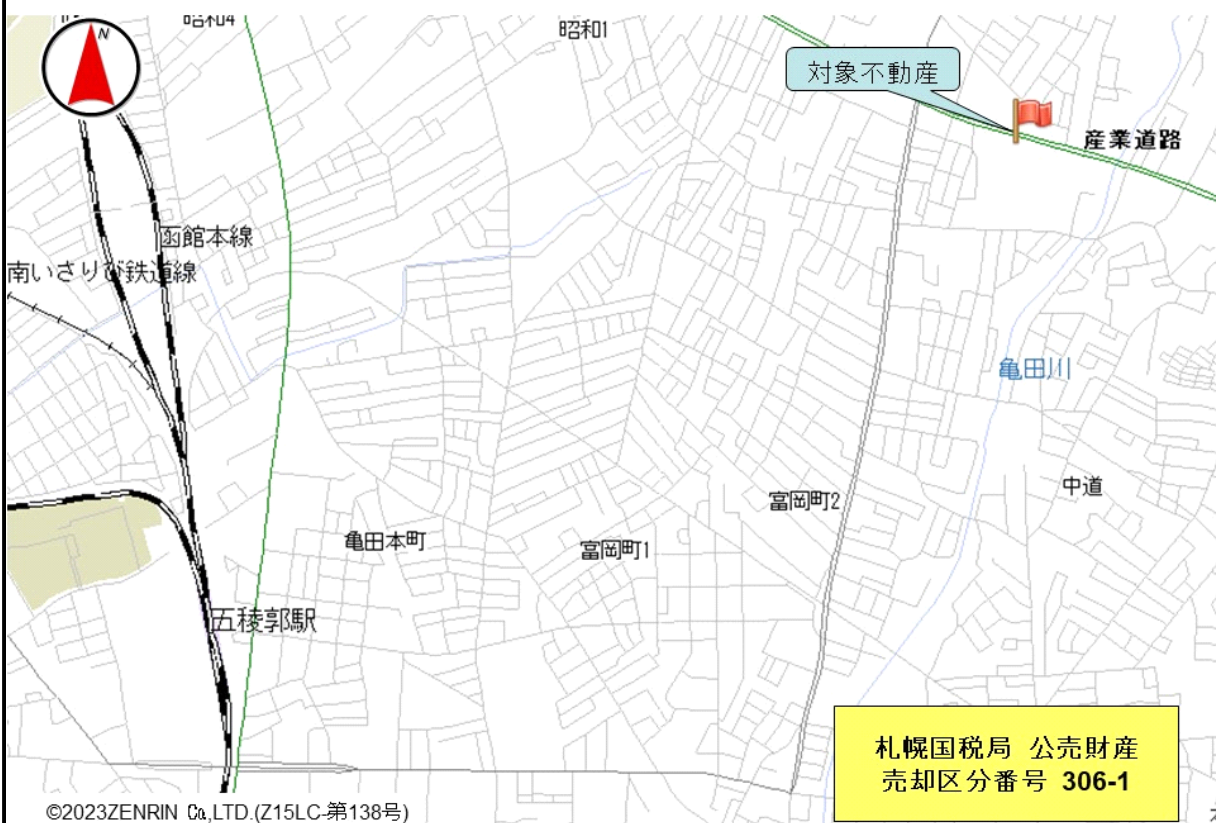 昭和4
昭和1
N
対象不動産
産業道路
函館本線
南いさりび鉄道線
亀田川
中道
富岡町2
亀田本町
富岡町1
五稜郭駅
札幌国税局 公売財産
売却区分番号 306-1
©2023ZENRIN Co,LTD.(Z15LC-第138号)